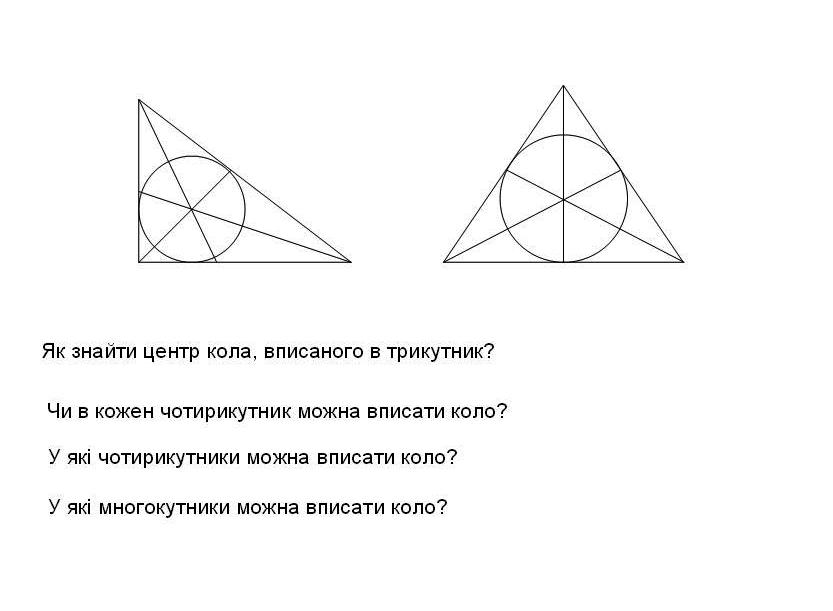 Як знайти центр кола, вписаного в трикутник?
Чи в кожен чотирикутник можна вписати коло?
У які чотирикутники можна вписати коло?
У які многокутники можна вписати коло?